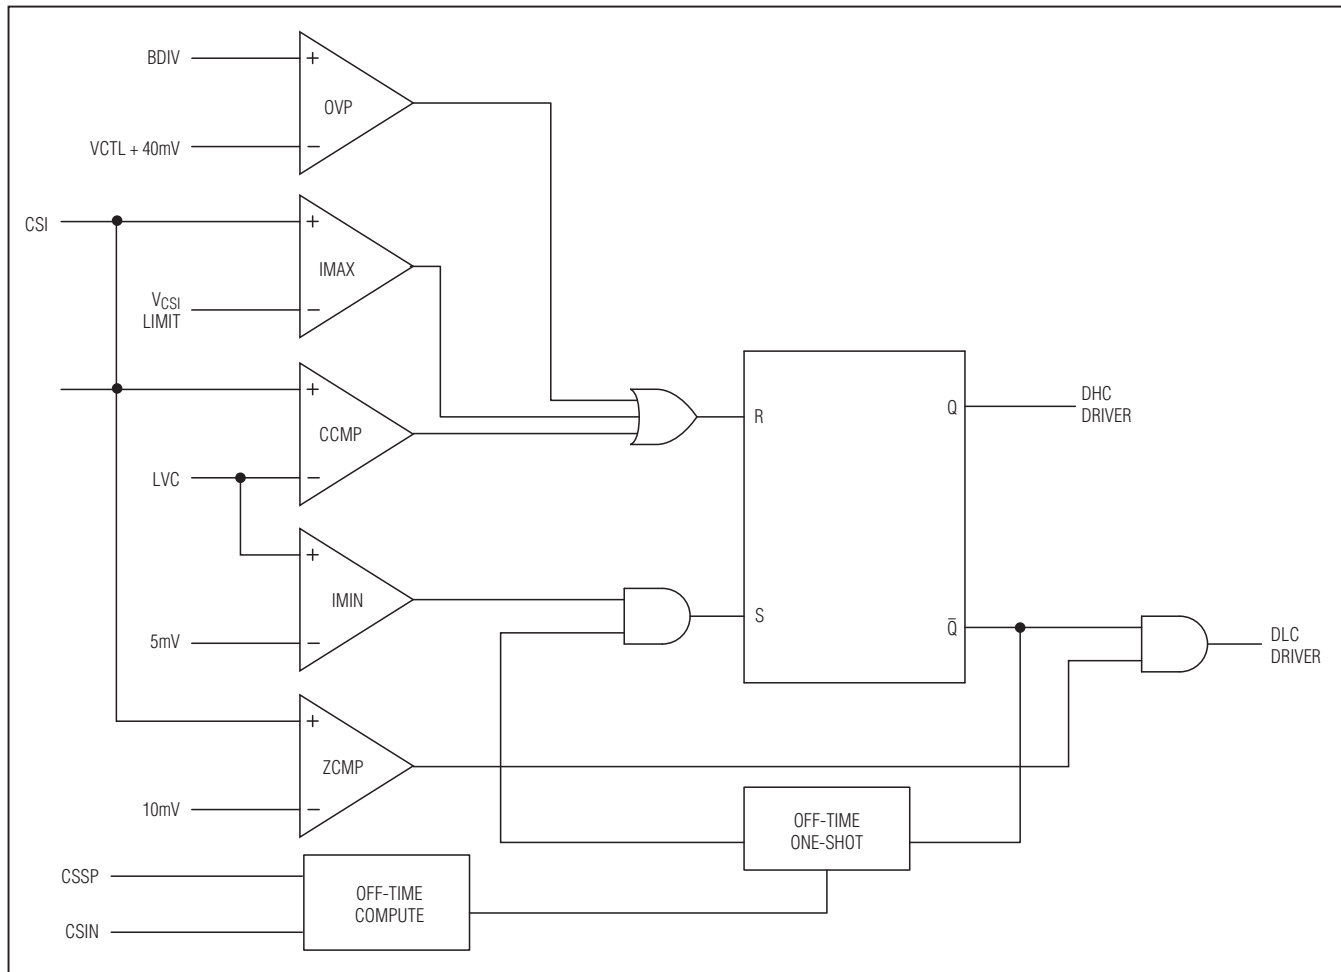 BDIV
+
OVP
VCTL + 40mV
−
CSI
+
IMAX
VCSI
LIMIT
−
+
CCMP
LVC
−
+
IMIN
5mV
−
+
ZCMP
10mV
−
R
Q
DHC
DRIVER
S
Q̅
DLC
DRIVER
OFF-TIME
ONE-SHOT
CSSP
CSIN
OFF-TIME
COMPUTE